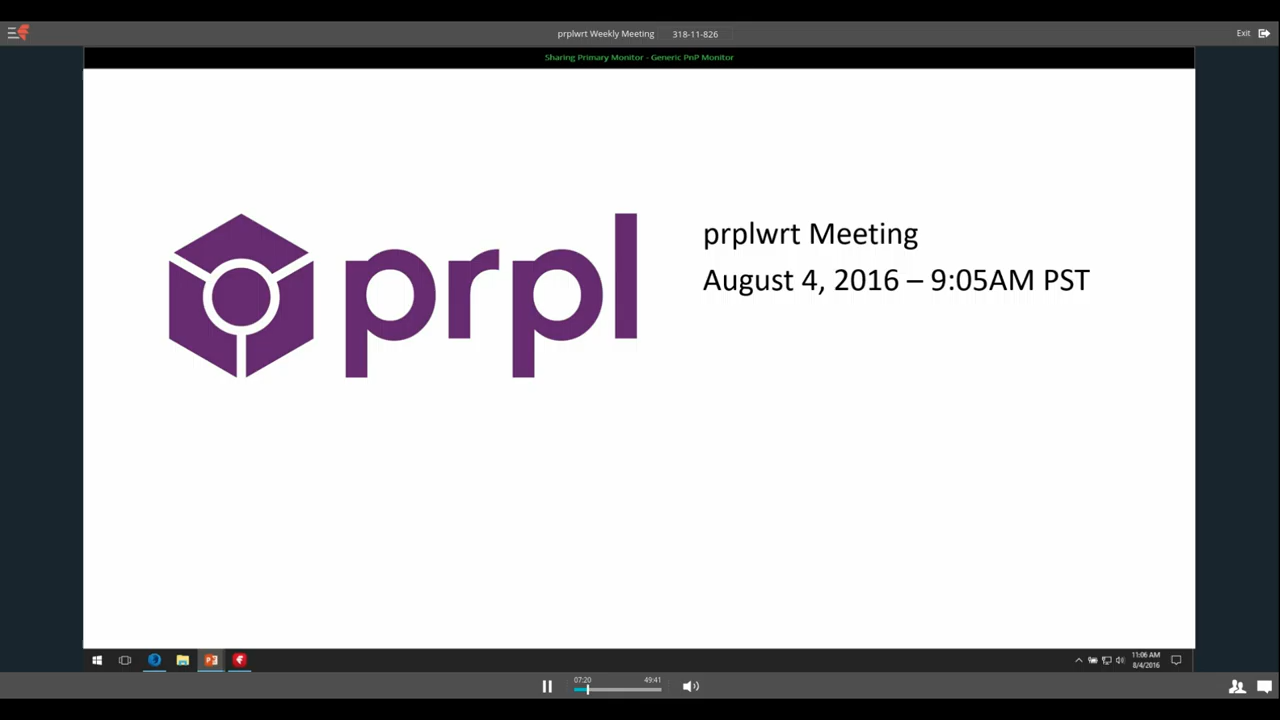 prplwrt Weekly Meeting 318-11-826
Exit
Sharing Primary Monitor - Generic PnP Monitor
prpl
prplwrt Meeting
August 4, 2016 – 9:05AM PST
11:06 AM
8/4/2016
07:20 49:41